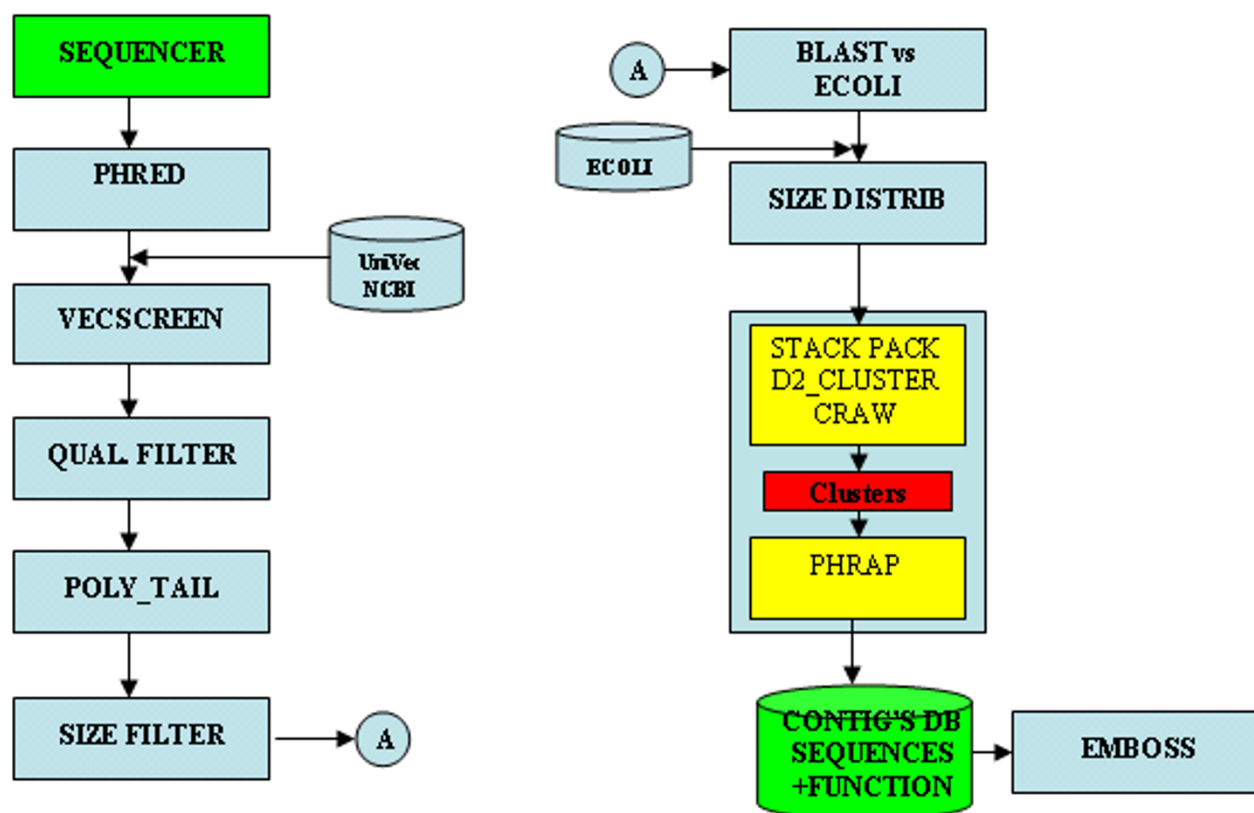 SEQUENCER
PHRED
UniVec
NCBI
VECSCREEN
QUAL. FILTER
POLY_TAIL
SIZE FILTER
A
A
BLAST vs
ECOLI
ECOLI
SIZE DISTRIB
STACK PACK
D2_CLUSTER
CRAW
Clusters
PHRAP
CONTIG'S DB
SEQUENCES
+FUNCTION
EMBOSS